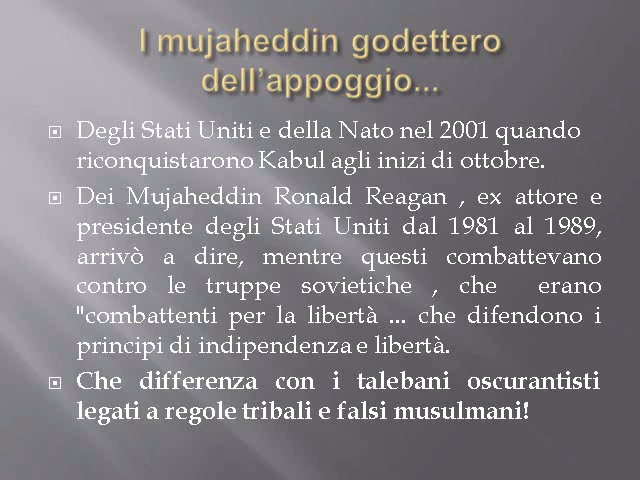 I mujaheddin godettero
dell’appoggio...
Degli Stati Uniti e della Nato nel 2001 quando
riconquistarono Kabul agli inizi di ottobre.
Dei Mujaheddin Ronald Reagan , ex attore e
presidente degli Stati Uniti dal 1981 al 1989,
arrivò a dire, mentre questi combattevano
contro le truppe sovietiche , che erano
"combattenti per la libertà ... che difendono i
principi di indipendenza e libertà.
Che differenza con i talebani oscurantisti
legati a regole tribali e falsi musulmani!